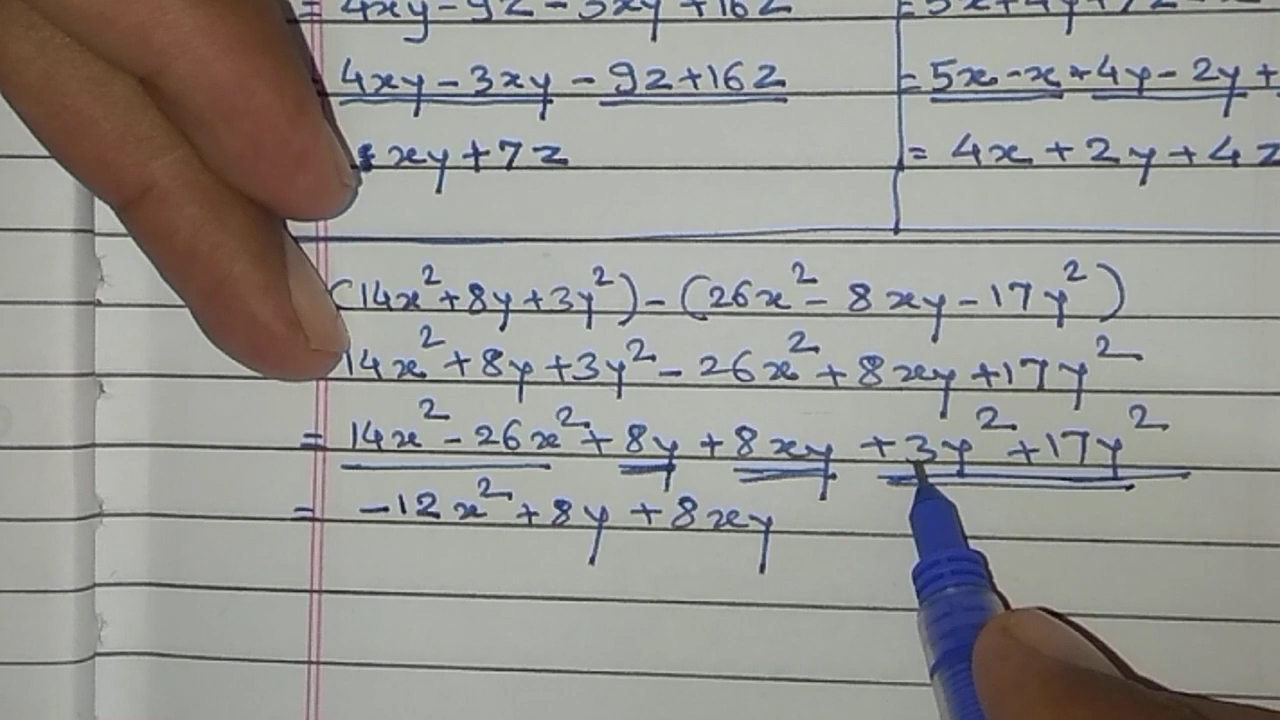 = 4xy - 9z - 3xy + 16z
4xy - 3xy - 9z + 16z
= xy + 7z
= 5x - x + 4y - 2y +
= 4x + 2y + 4z
(14x² + 8y + 3y²) - (26x² - 8xy - 17y²)
14x² + 8y + 3y² - 26x² + 8xy + 17y²
= 14x² - 26x² + 8y + 8xy + 3y² + 17y²
= -12x² + 8y + 8xy